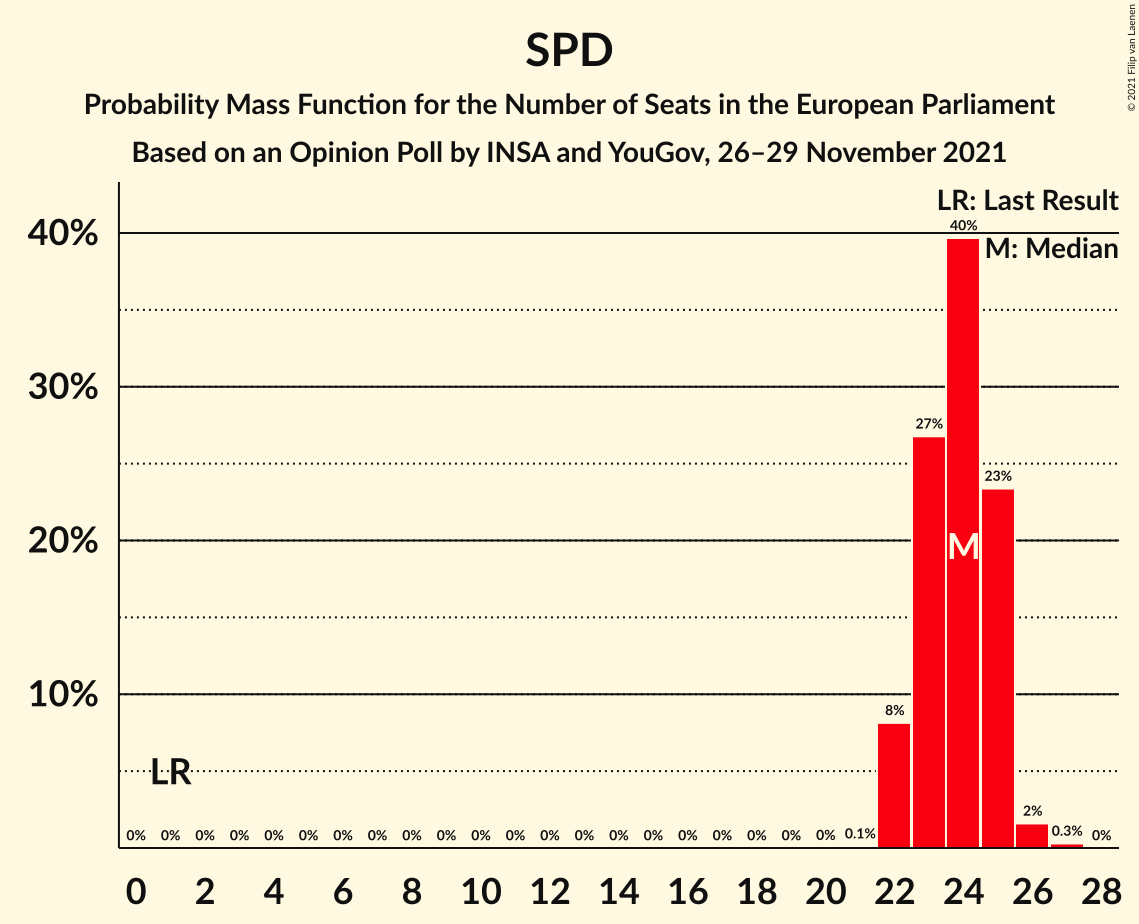 SPD
Probability Mass Function for the Number of Seats in the European Parliament
Based on an Opinion Poll by INSA and YouGov, 26–29 November 2021
© 2021 Filip van Laenen
LR: Last Result
M: Median
40%
30%
20%
10%
40%
27%
23%
M
8%
LR
2%
0% 0% 0% 0% 0% 0% 0% 0% 0% 0% 0% 0% 0% 0% 0% 0% 0% 0% 0% 0% 0% 0.1% 0.3% 0%
0 2 4 6 8 10 12 14 16 18 20 22 24 26 28